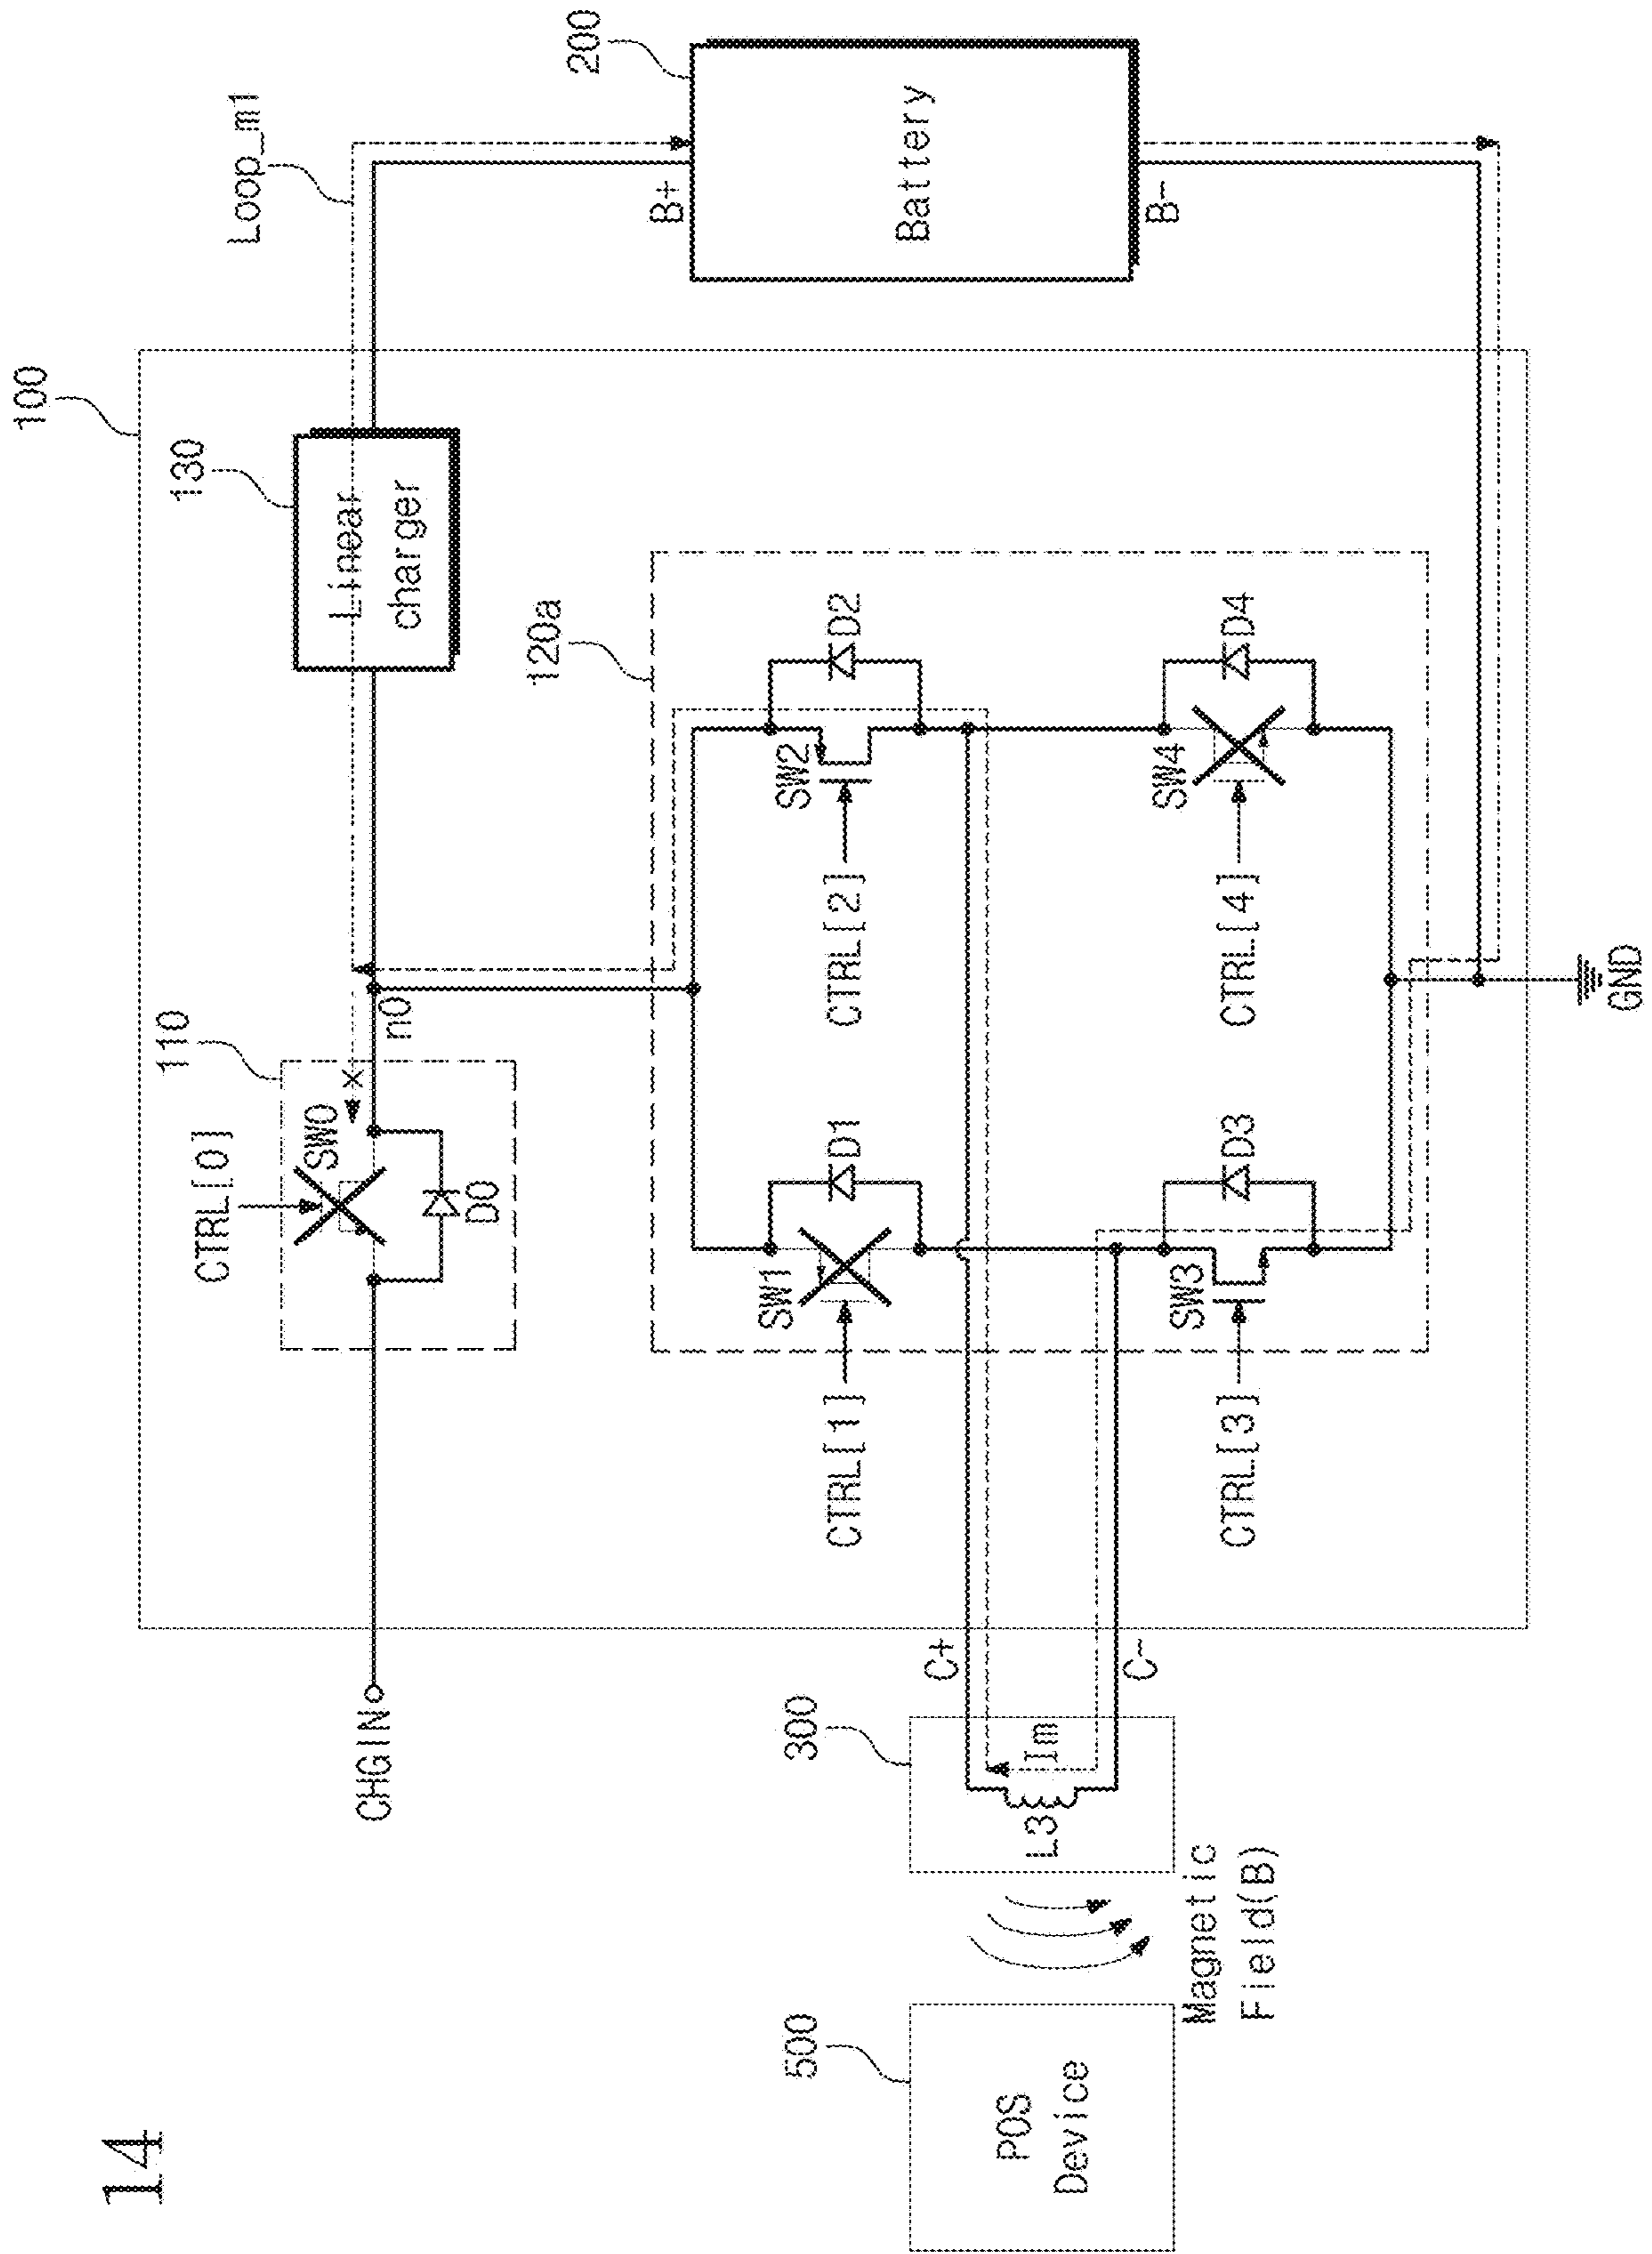 14
100
Loop_m1
200
130
Linear
charger
B+
Battery
B-
110
CTRL[0]
SW0
D0
n0
CHGIN
120a
SW1
D1
CTRL[1]
SW2
D2
CTRL[2]
SW3
D3
CTRL[3]
SW4
D4
CTRL[4]
GND
C+
C-
300
Im
L3
500
POS
Device
Magnetic
Field(B)